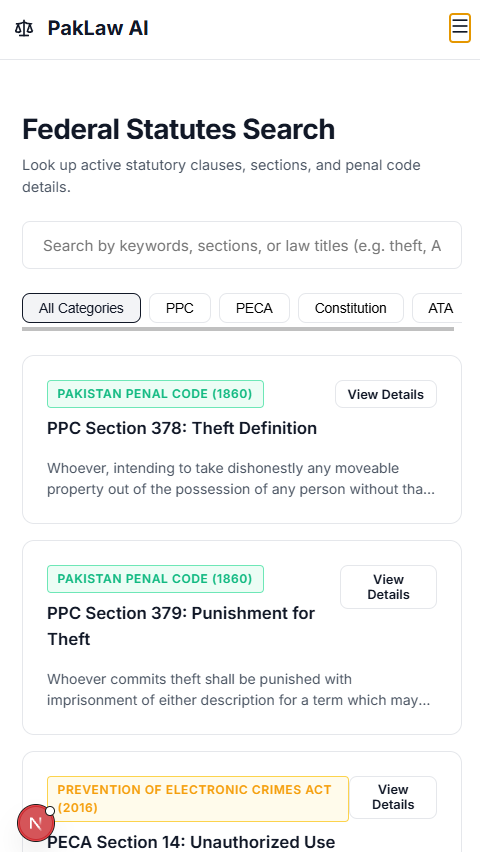 PakLaw AI
Federal Statutes Search
Look up active statutory clauses, sections, and penal code
details.
Search by keywords, sections, or law titles (e.g. theft, A
All Categories
PPC
PECA
Constitution
ATA
PAKISTAN PENAL CODE (1860)
View Details
PPC Section 378: Theft Definition
Whoever, intending to take dishonestly any moveable
property out of the possession of any person without tha...
PAKISTAN PENAL CODE (1860)
View
Details
PPC Section 379: Punishment for
Theft
Whoever commits theft shall be punished with
imprisonment of either description for a term which may...
PREVENTION OF ELECTRONIC CRIMES ACT
(2016)
View
Details
N
PECA Section 14: Unauthorized Use